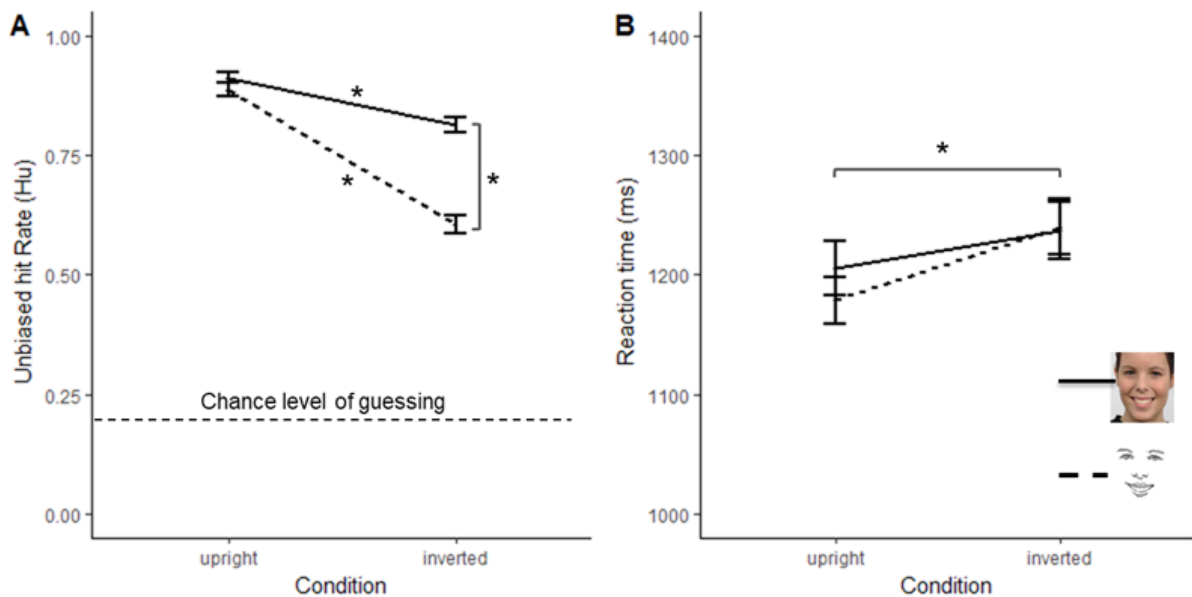 A
Unbiased hit Rate (Hu)
1.00
0.75
0.50
0.25
0.00
*
*
*
Chance level of guessing
upright
inverted
Condition
B
Reaction time (ms)
1400
1300
1200
1100
1000
*
upright
inverted
Condition